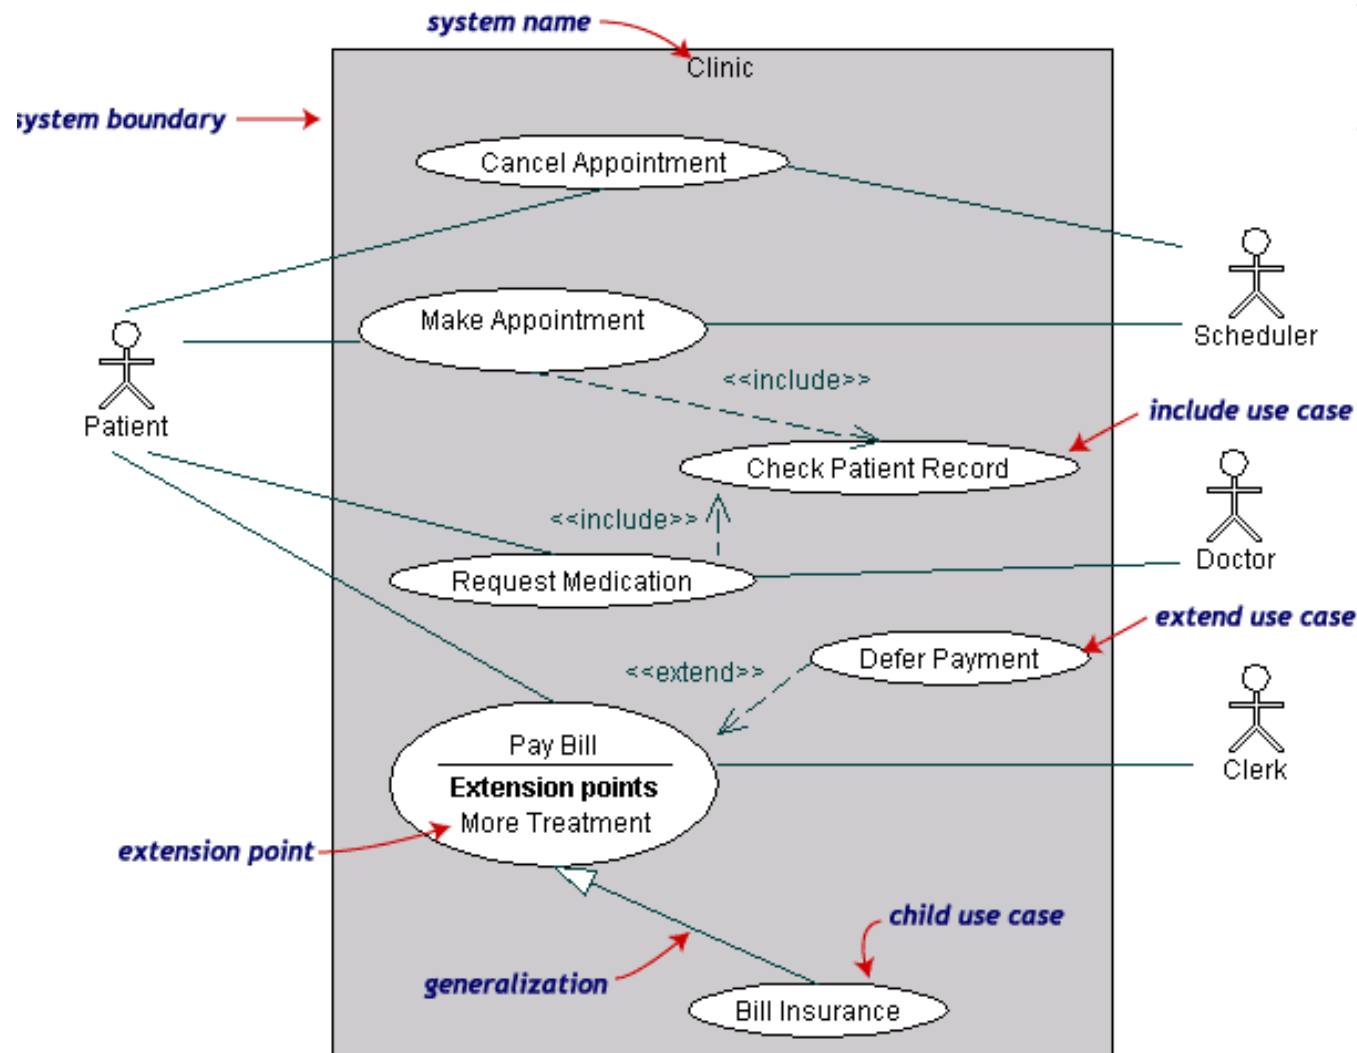 system name
Clinic
system boundary
Cancel Appointment
Make Appointment
Scheduler
<<include>>
Patient
include use case
Check Patient Record
<<include>>
Doctor
Request Medication
extend use case
Defer Payment
<<extend>>
Pay Bill
Clerk
Extension points
More Treatment
extension point
child use case
generalization
Bill Insurance